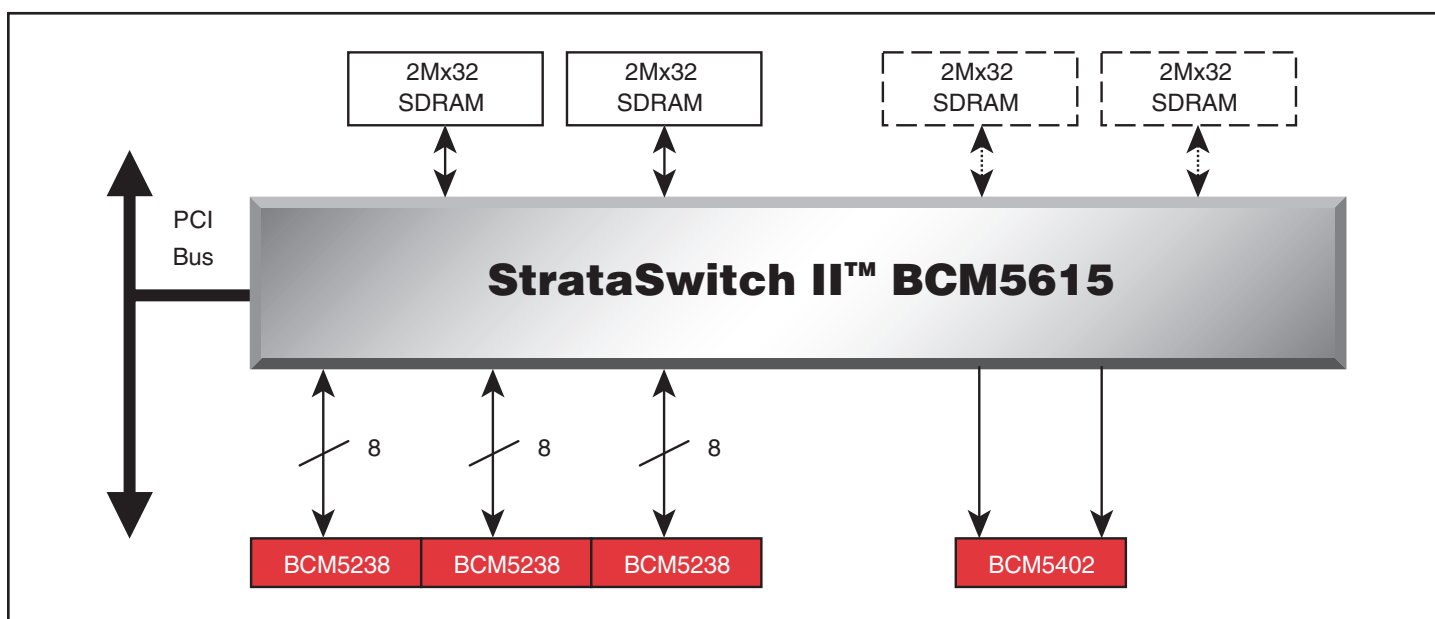 2Mx32
SDRAM
2Mx32
SDRAM
2Mx32
SDRAM
2Mx32
SDRAM
PCI
Bus
StrataSwitch II™ BCM5615
8
8
8
BCM5238
BCM5238
BCM5238
BCM5402